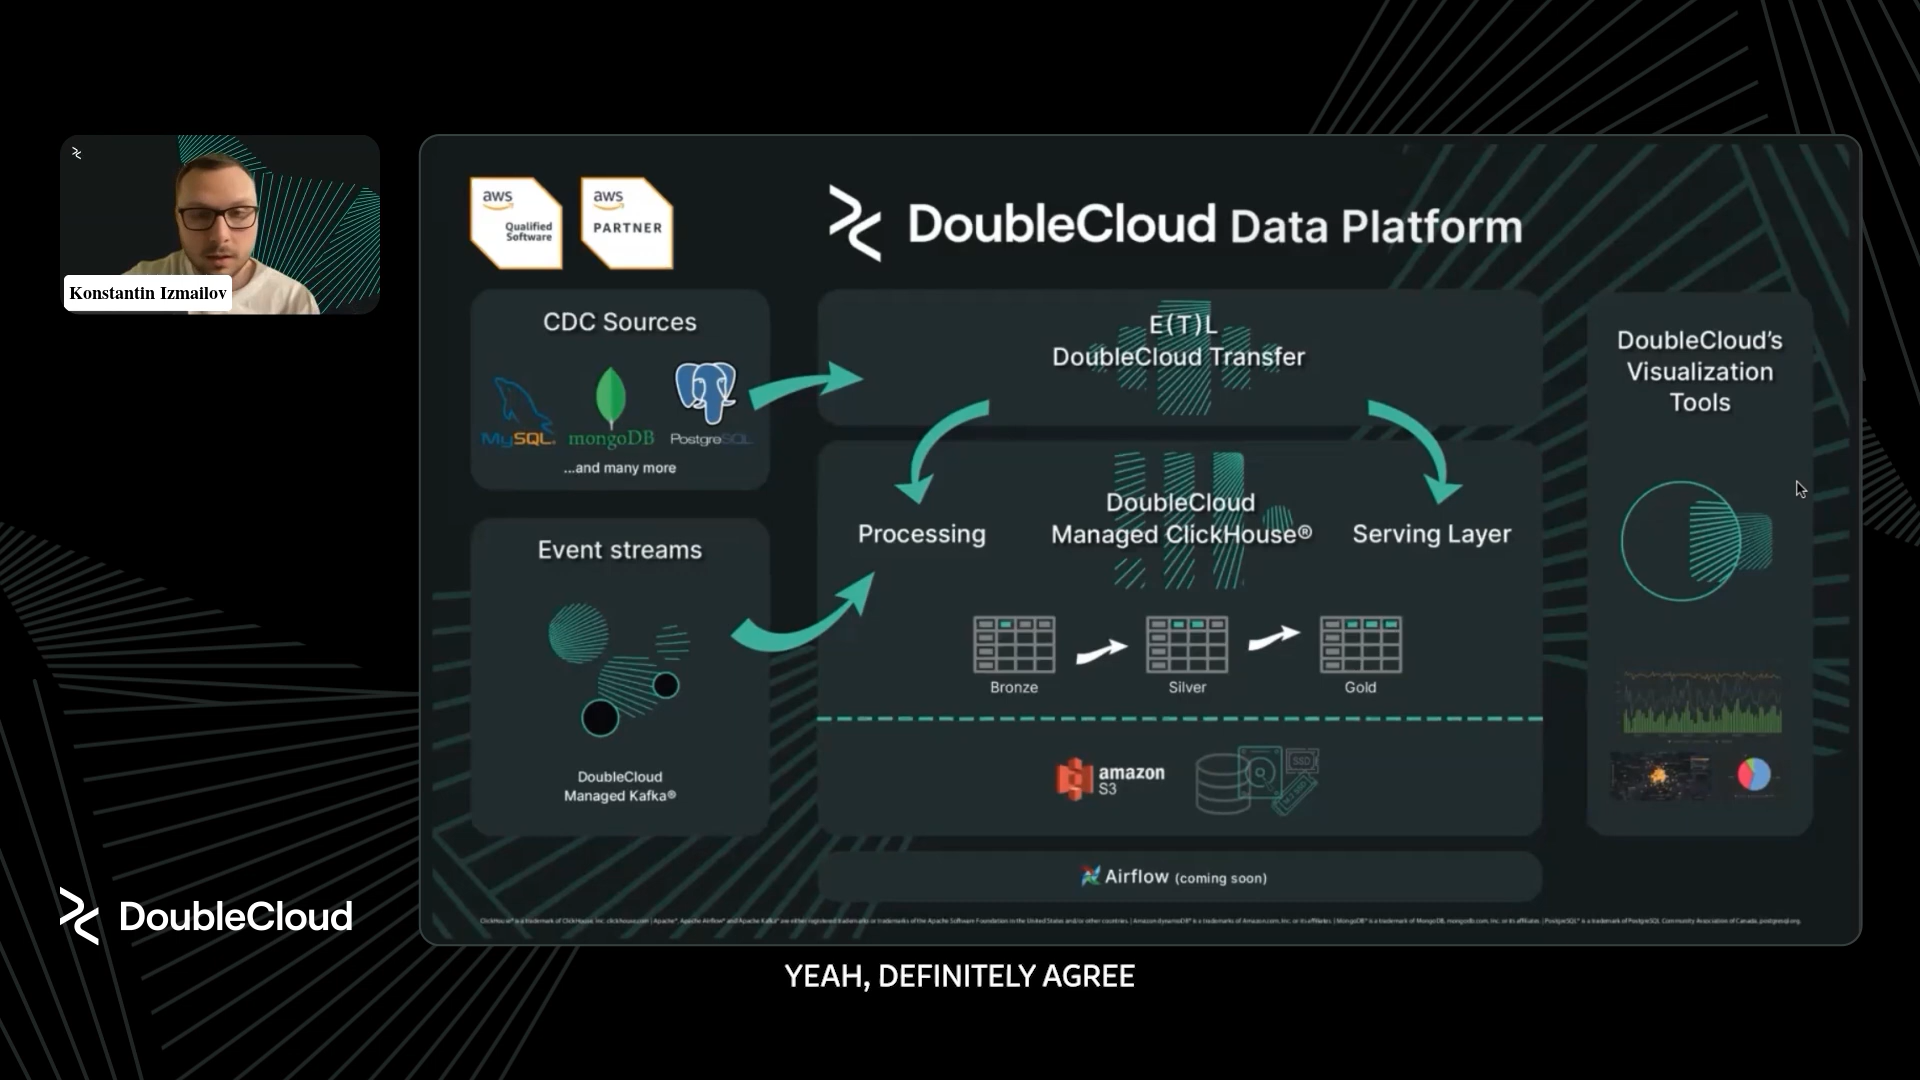 Konstantin Izmailov
DoubleCloud
aws
Qualified
Software
aws
PARTNER
DoubleCloud Data Platform
CDC Sources
MySQL
mongoDB
PostgreSQL
...and many more
Event streams
DoubleCloud
Managed Kafka®
E(T)L
DoubleCloud Transfer
Processing
DoubleCloud
Managed ClickHouse®
Serving Layer
Bronze
Silver
Gold
amazon
S3
SSD
Airflow (coming soon)
DoubleCloud's
Visualization
Tools
YEAH, DEFINITELY AGREE